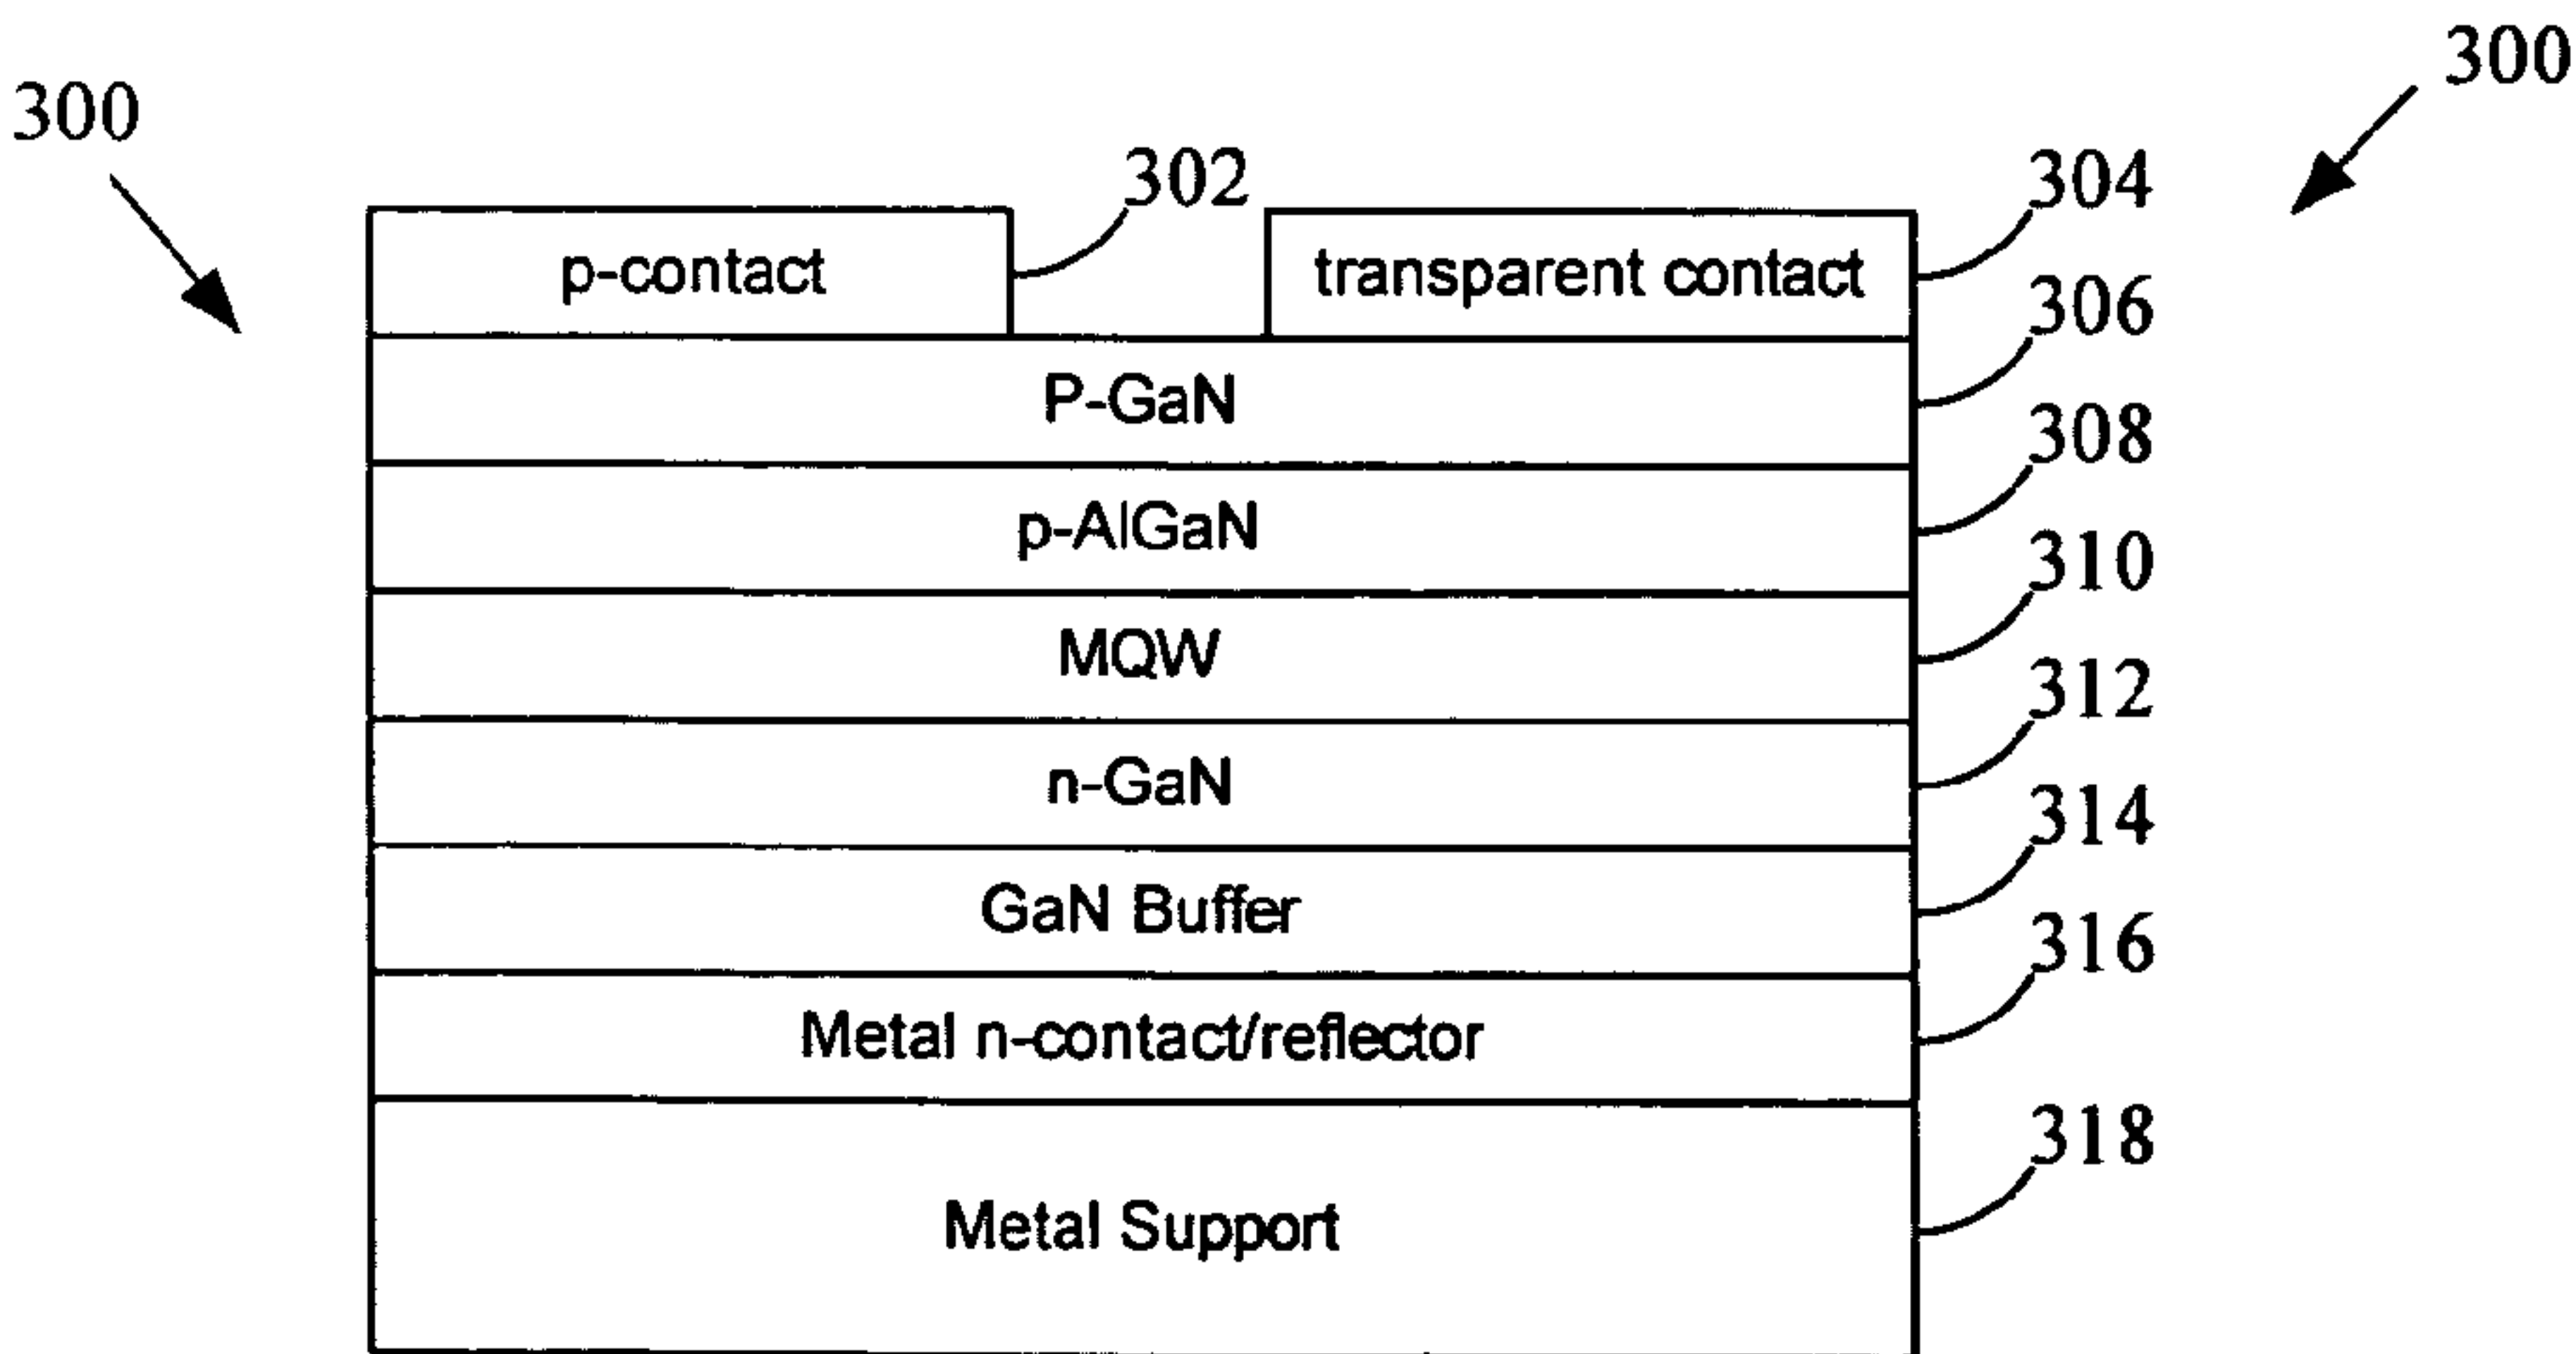 300
300
302
304
p-contact
transparent contact
306
P-GaN
308
p-AlGaN
310
MQW
312
n-GaN
314
GaN Buffer
316
Metal n-contact/reflector
318
Metal Support